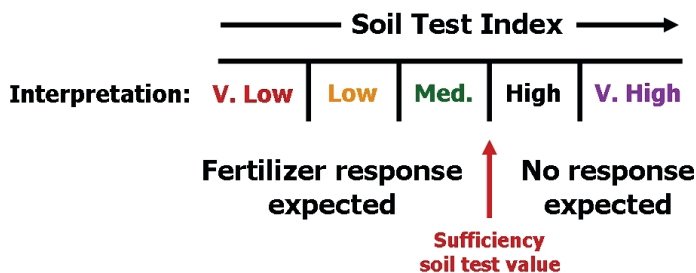 Soil Test Index
Interpretation: V. Low Low Med. High V. High
Fertilizer response No response
expected expected
Sufficiency
soil test value